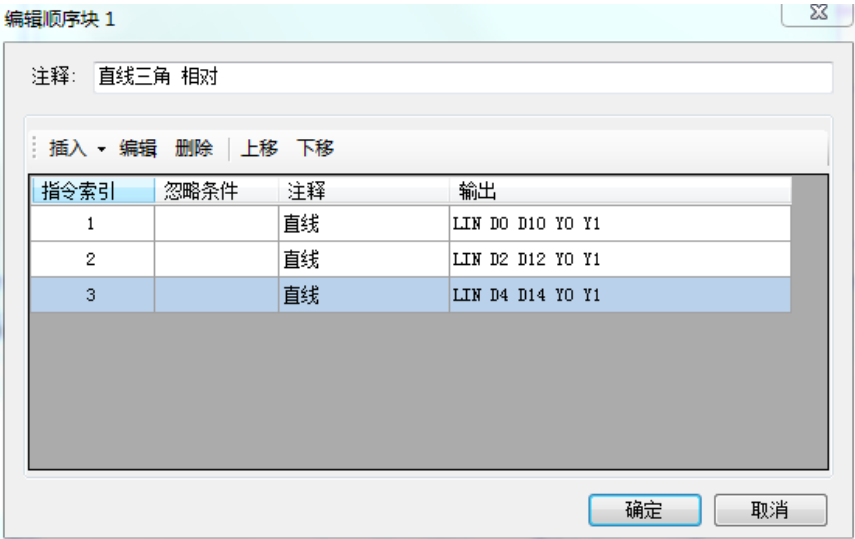 编辑顺序块 1
注释: 直线三角 相对
插入 编辑 删除 上移 下移
指令索引 忽略条件 注释 输出
1 直线 LIN D0 D10 Y0 Y1
2 直线 LIN D2 D12 Y0 Y1
3 直线 LIN D4 D14 Y0 Y1
确定 取消